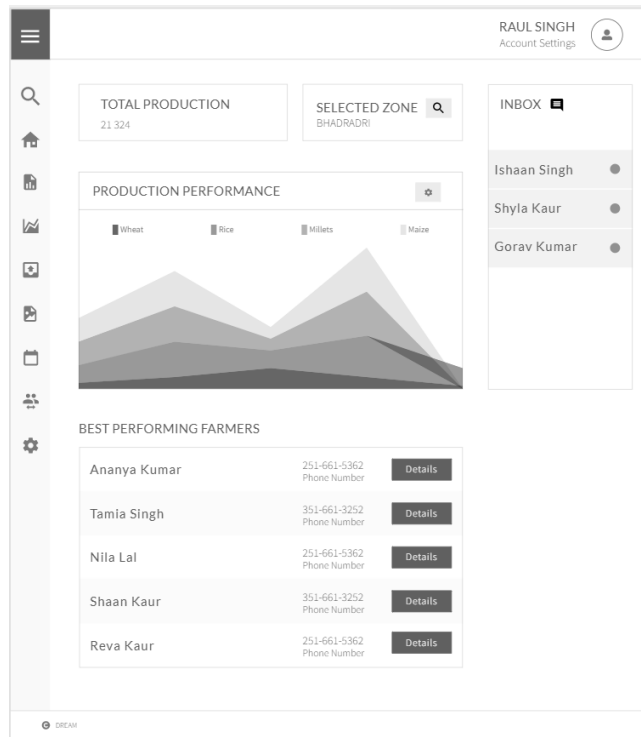 RAUL SINGH
Account Settings
TOTAL PRODUCTION
21 324
SELECTED ZONE
BHADRADRI
INBOX
Ishaan Singh
Shyla Kaur
Gorav Kumar
PRODUCTION PERFORMANCE
Wheat Rice Millets Maize
BEST PERFORMING FARMERS
Ananya Kumar 251-661-5362 Details
Phone Number
Tamia Singh 351-661-3252 Details
Phone Number
Nila Lal 251-661-5362 Details
Phone Number
Shaan Kaur 351-661-3252 Details
Phone Number
Reva Kaur 251-661-5362 Details
Phone Number
© DREAM